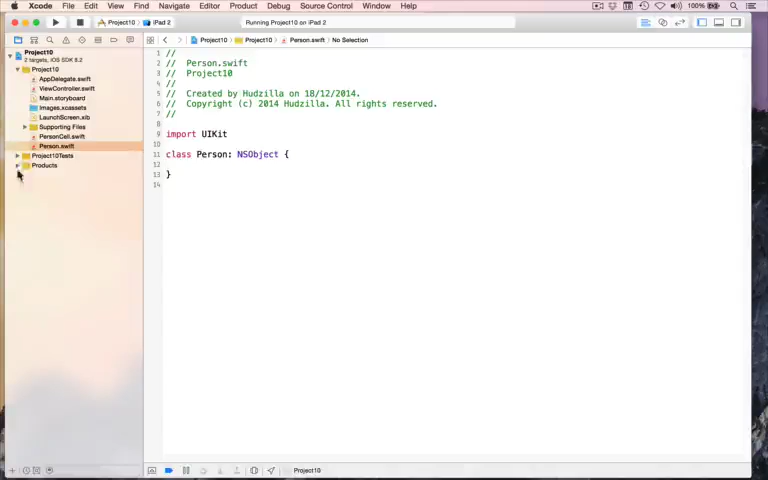 Xcode File Edit View Find Navigate Editor Product Debug Source Control Window Help 100%
Project10 iPad 2 Running Project10 on iPad 2
Project10 Project10 Person.swift No Selection
Project10
2 targets, iOS SDK 8.2
Project10
AppDelegate.swift
ViewController.swift
Main.storyboard
Images.xcassets
LaunchScreen.xib
Supporting Files
PersonCell.swift
Person.swift
Project10Tests
Products
1 //
2 // Person.swift
3 // Project10
4 //
5 // Created by Hudzilla on 18/12/2014.
6 // Copyright (c) 2014 Hudzilla. All rights reserved.
7 //
8
9 import UIKit
10
11 class Person: NSObject {
12
13 }
14
Project10